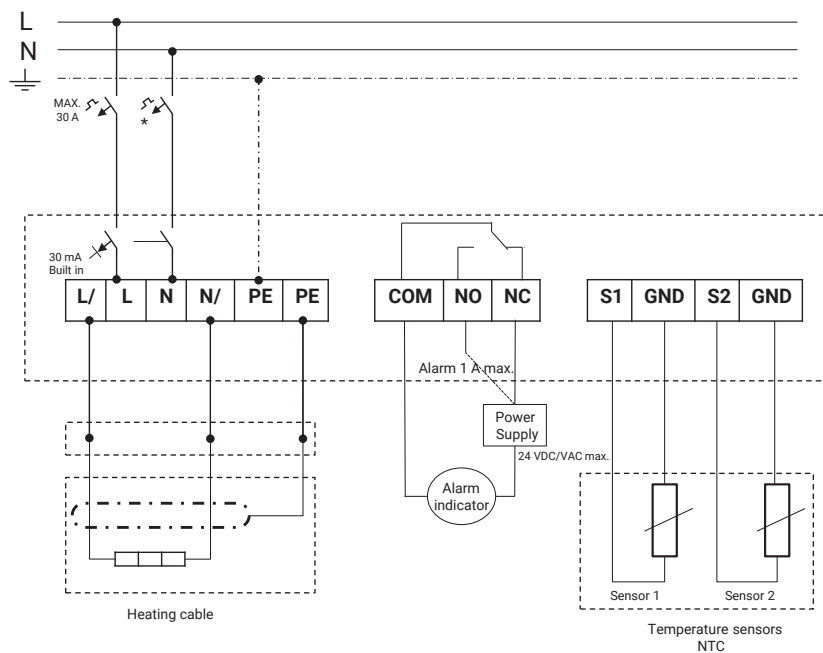 L
N
MAX.
30 A
*
30 mA
Built in
L/ L N N/ PE PE
COM NO NC
S1 GND S2 GND
Alarm 1 A max.
Power
Supply
24 VDC/VAC max.
Alarm
indicator
Sensor 1
Sensor 2
Heating cable
Temperature sensors
NTC